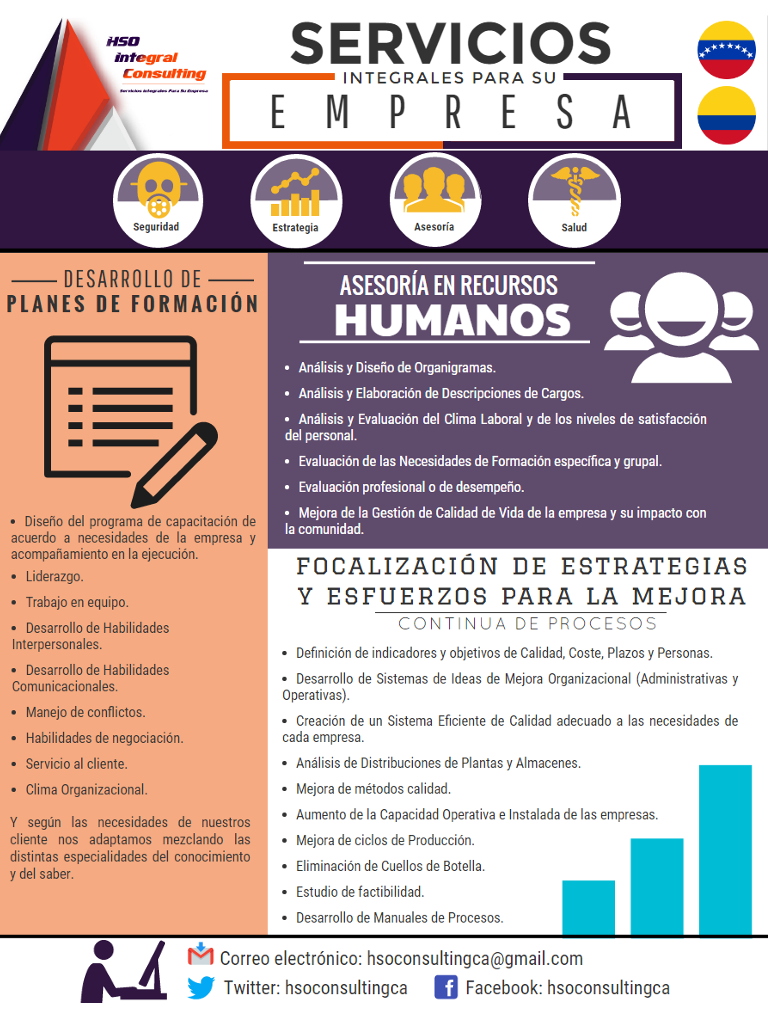 HSO
integral
Consulting
Servicios Integrales Para Su Empresa
SERVICIOS
INTEGRALES PARA SU
EMPRESA
Seguridad
Estrategia
Asesoría
Salud
DESARROLLO DE
PLANES DE FORMACIÓN
• Diseño del programa de capacitación de
acuerdo a necesidades de la empresa y
acompañamiento en la ejecución.
• Liderazgo.
• Trabajo en equipo.
• Desarrollo de Habilidades
Interpersonales.
• Desarrollo de Habilidades
Comunicacionales.
• Manejo de conflictos.
• Habilidades de negociación.
• Servicio al cliente.
• Clima Organizacional.
Y según las necesidades de nuestros
cliente nos adaptamos mezclando las
distintas especialidades del conocimiento
y del saber.
ASESORÍA EN RECURSOS
HUMANOS
• Análisis y Diseño de Organigramas.
• Análisis y Elaboración de Descripciones de Cargos.
• Análisis y Evaluación del Clima Laboral y de los niveles de satisfacción
del personal.
• Evaluación de las Necesidades de Formación específica y grupal.
• Evaluación profesional o de desempeño.
• Mejora de la Gestión de Calidad de Vida de la empresa y su impacto con
la comunidad.
FOCALIZACIÓN DE ESTRATEGIAS
Y ESFUERZOS PARA LA MEJORA
CONTINUA DE PROCESOS
• Definición de indicadores y objetivos de Calidad, Coste, Plazos y Personas.
• Desarrollo de Sistemas de Ideas de Mejora Organizacional (Administrativas y
Operativas).
• Creación de un Sistema Eficiente de Calidad adecuado a las necesidades de
cada empresa.
• Análisis de Distribuciones de Plantas y Almacenes.
• Mejora de métodos calidad.
• Aumento de la Capacidad Operativa e Instalada de las empresas.
• Mejora de ciclos de Producción.
• Eliminación de Cuellos de Botella.
• Estudio de factibilidad.
• Desarrollo de Manuales de Procesos.
Correo electrónico: hsoconsultingca@gmail.com
Twitter: hsoconsultingca
Facebook: hsoconsultingca